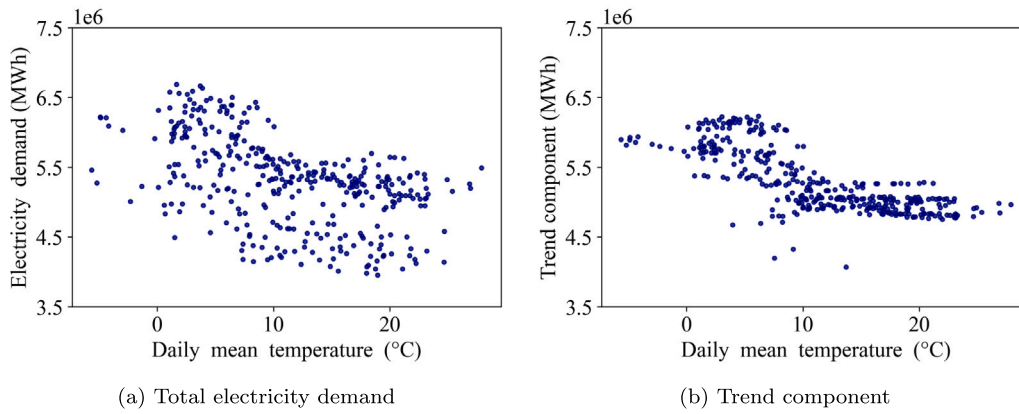 1e6
7.5
6.5
5.5
4.5
3.5
Electricity demand (MWh)
0
10
20
Daily mean temperature (°C)
(a) Total electricity demand
1e6
7.5
6.5
5.5
4.5
3.5
Trend component (MWh)
0
10
20
Daily mean temperature (°C)
(b) Trend component